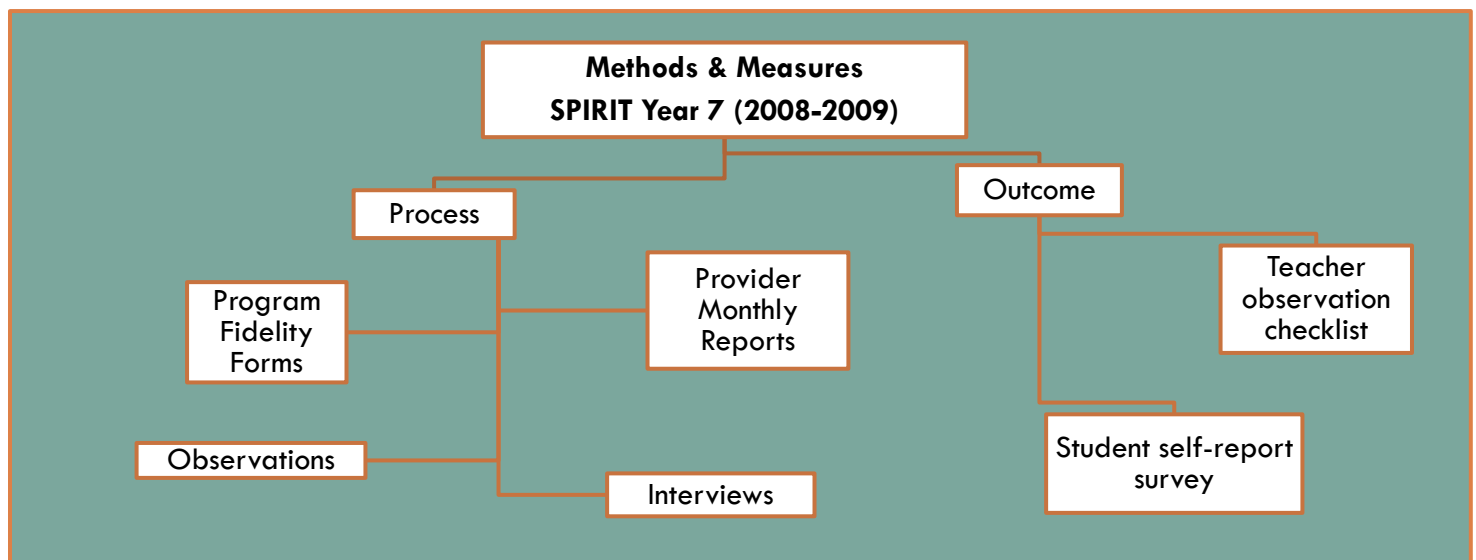 Methods & Measures
SPIRIT Year 7 (2008-2009)
Process
Outcome
Program
Fidelity
Forms
Provider
Monthly
Reports
Teacher
observation
checklist
Observations
Interviews
Student self-report
survey